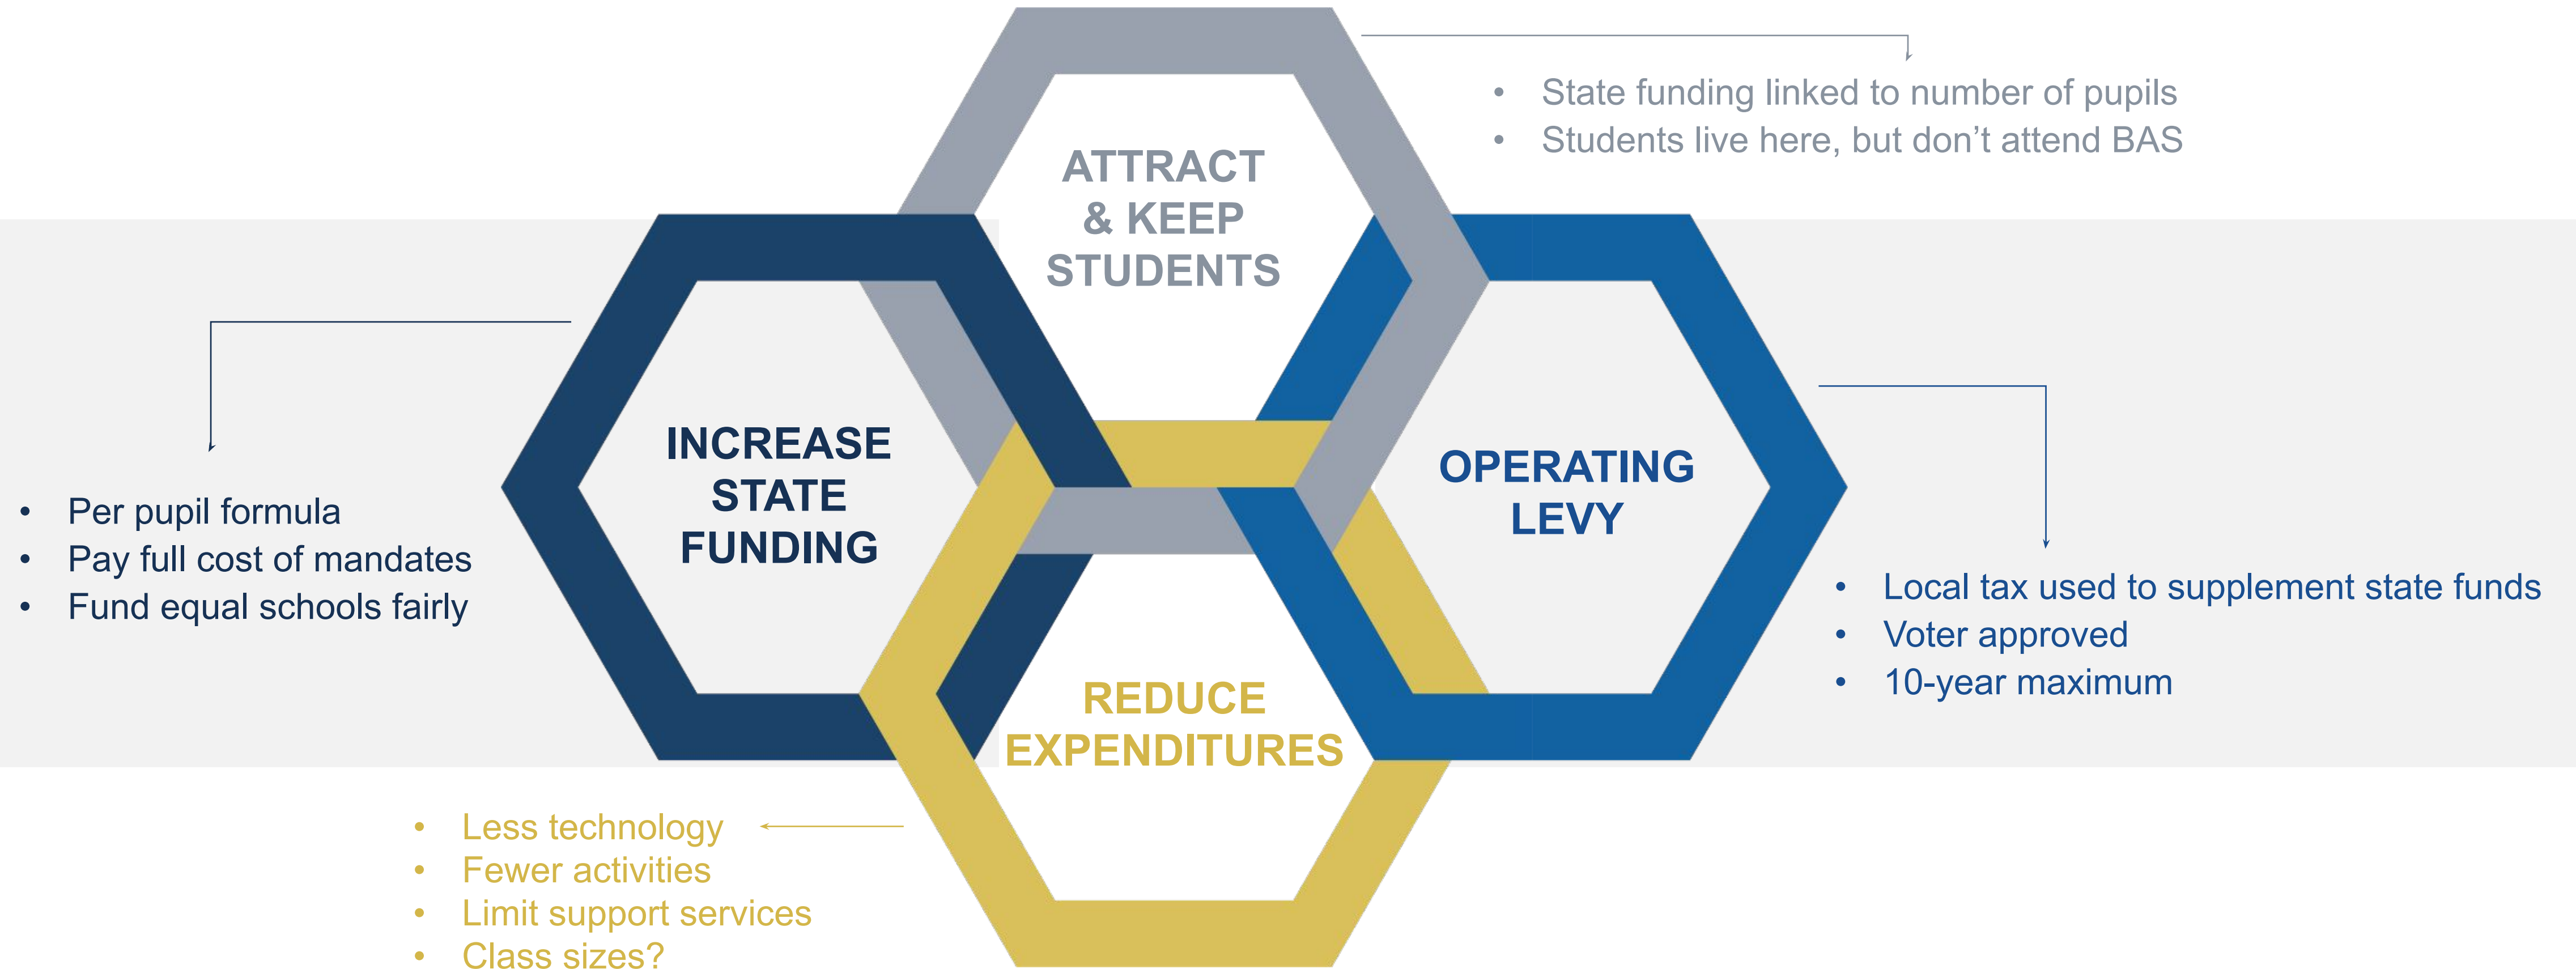 ATTRACT
& KEEP
STUDENTS
• State funding linked to number of pupils
• Students live here, but don’t attend BAS
INCREASE
STATE
FUNDING
• Per pupil formula
• Pay full cost of mandates
• Fund equal schools fairly
OPERATING
LEVY
• Local tax used to supplement state funds
• Voter approved
• 10-year maximum
REDUCE
EXPENDITURES
• Less technology
• Fewer activities
• Limit support services
• Class sizes?